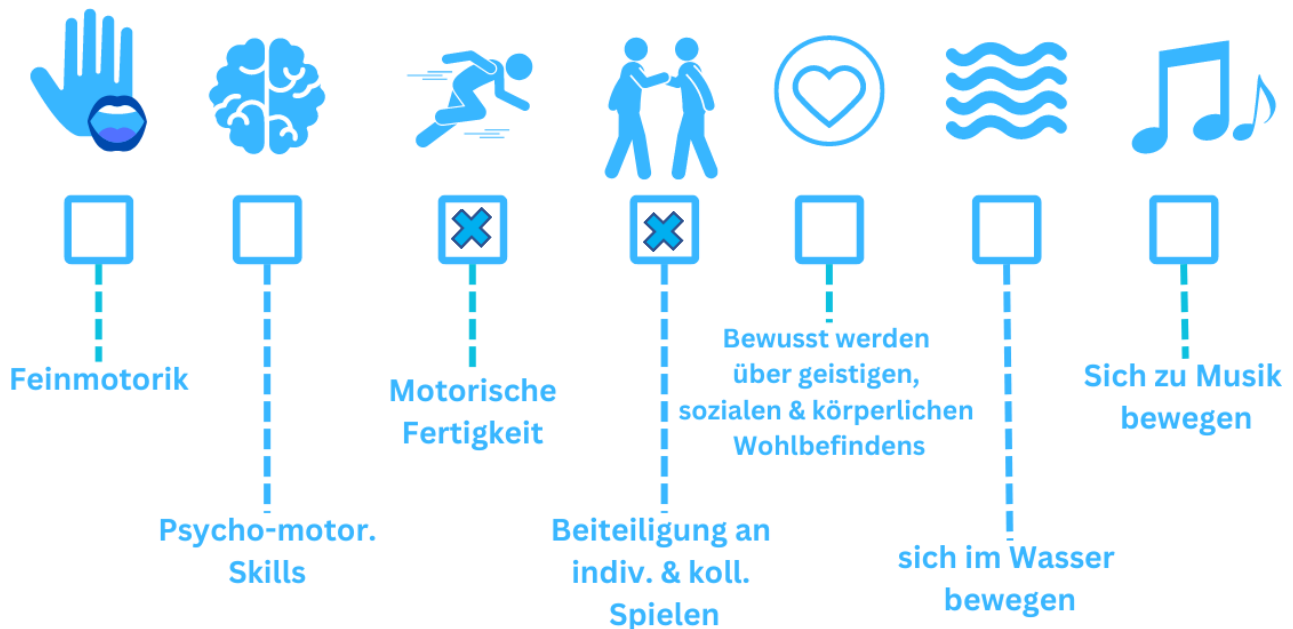 Feinmotorik
Psycho-motor.
Skills
Motorische
Fertigkeit
Beiteiligung an
indiv. & koll.
Spielen
Bewusst werden
über geistigen,
sozialen & körperlichen
Wohlbefindens
sich im Wasser
bewegen
Sich zu Musik
bewegen